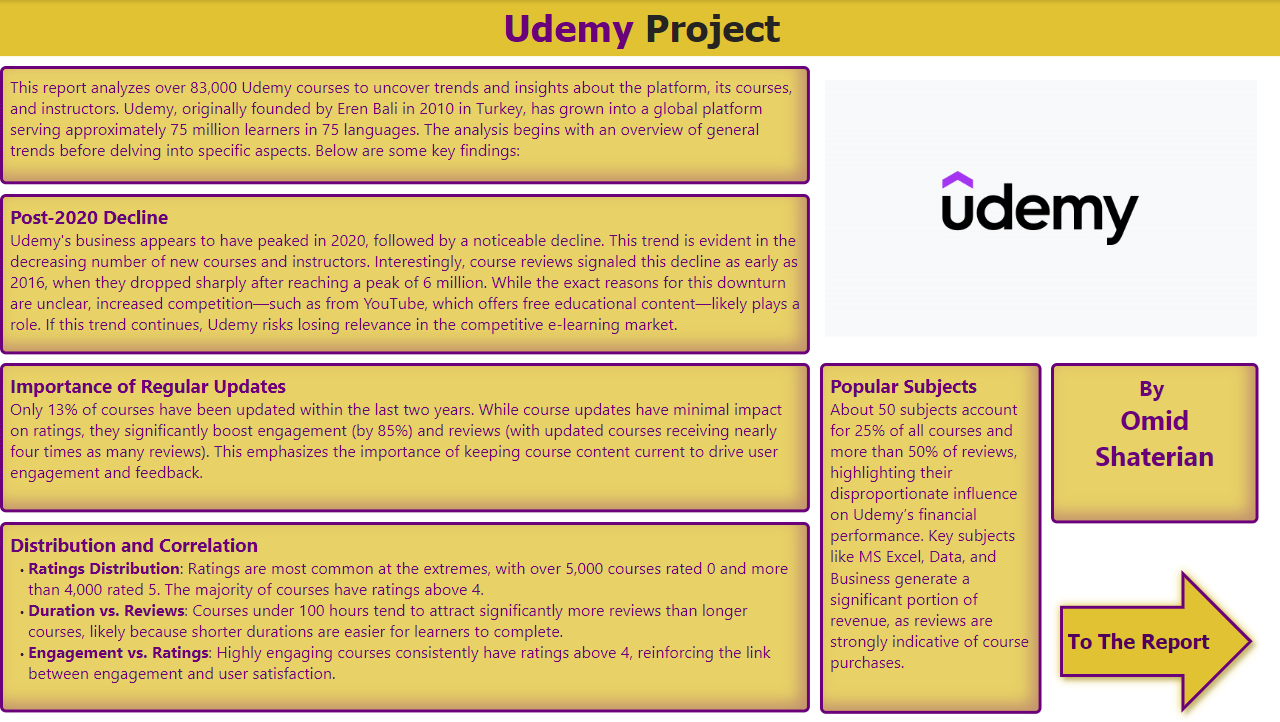 Udemy Project
This report analyzes over 83,000 Udemy courses to uncover trends and insights about the platform, its courses,
and instructors. Udemy, originally founded by Eren Bali in 2010 in Turkey, has grown into a global platform
serving approximately 75 million learners in 75 languages. The analysis begins with an overview of general
trends before delving into specific aspects. Below are some key findings:
udemy
Post-2020 Decline
Udemy's business appears to have peaked in 2020, followed by a noticeable decline. This trend is evident in the
decreasing number of new courses and instructors. Interestingly, course reviews signaled this decline as early as
2016, when they dropped sharply after reaching a peak of 6 million. While the exact reasons for this downturn
are unclear, increased competition—such as from YouTube, which offers free educational content—likely plays a
role. If this trend continues, Udemy risks losing relevance in the competitive e-learning market.
Importance of Regular Updates
Only 13% of courses have been updated within the last two years. While course updates have minimal impact
on ratings, they significantly boost engagement (by 85%) and reviews (with updated courses receiving nearly
four times as many reviews). This emphasizes the importance of keeping course content current to drive user
engagement and feedback.
Distribution and Correlation
• Ratings Distribution: Ratings are most common at the extremes, with over 5,000 courses rated 0 and more
than 4,000 rated 5. The majority of courses have ratings above 4.
• Duration vs. Reviews: Courses under 100 hours tend to attract significantly more reviews than longer
courses, likely because shorter durations are easier for learners to complete.
• Engagement vs. Ratings: Highly engaging courses consistently have ratings above 4, reinforcing the link
between engagement and user satisfaction.
Popular Subjects
About 50 subjects account
for 25% of all courses and
more than 50% of reviews,
highlighting their
disproportionate influence
on Udemy's financial
performance. Key subjects
like MS Excel, Data, and
Business generate a
significant portion of
revenue, as reviews are
strongly indicative of course
purchases.
By
Omid
Shaterian
To The Report